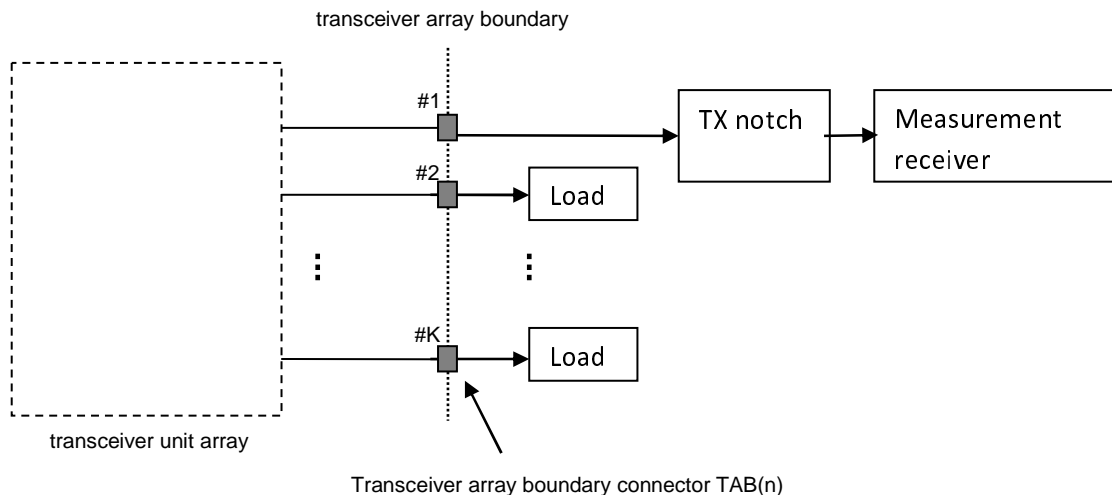 transceiver array boundary
#1
TX notch
Measurement
receiver
#2
Load
#K
Load
transceiver unit array
Transceiver array boundary connector TAB(n)